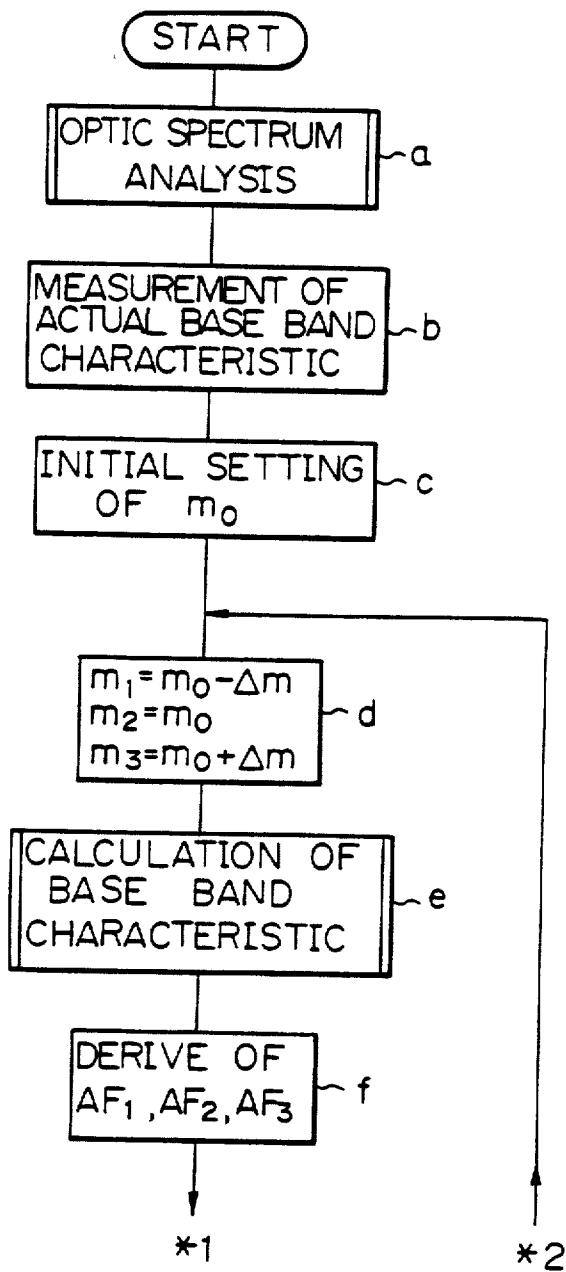 START
OPTIC SPECTRUM
ANALYSIS
a
MEASUREMENT OF
ACTUAL BASE BAND
CHARACTERISTIC
b
INITIAL SETTING
OF m₀
c
m₁=m₀-Δm
m₂=m₀
m₃=m₀+Δm
d
CALCULATION OF
BASE BAND
CHARACTERISTIC
e
DERIVE OF
AF₁,AF₂,AF₃
f
*1
*2